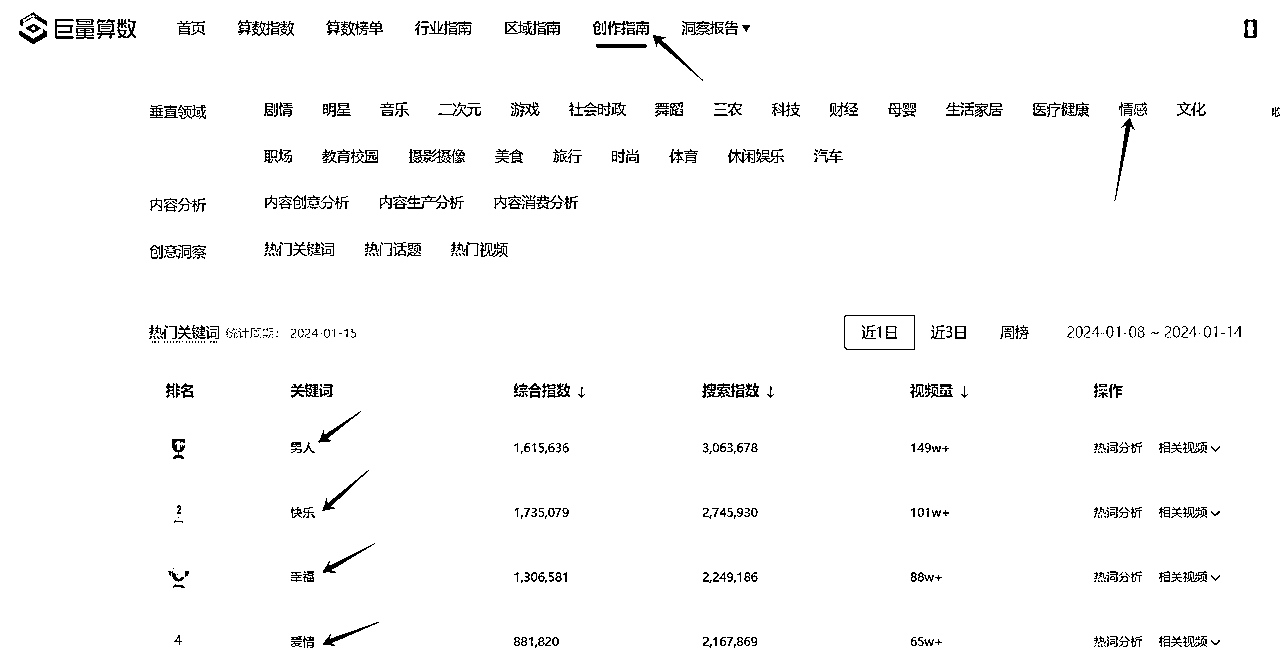 巨量算数 首页 算数指数 算数榜单 行业指南 区域指南 创作指南 洞察报告
垂直领域 剧情 明星 音乐 二次元 游戏 社会时政 舞蹈 三农 科技 财经 母婴 生活家居 医疗健康 情感 文化
职场 教育校园 摄影摄像 美食 旅行 时尚 体育 休闲娱乐 汽车
内容分析 内容创意分析 内容生产分析 内容消费分析
创意洞察 热门关键词 热门话题 热门视频
热门关键词 统计周期: 2024-01-15 近1日 近3日 周榜 2024-01-08 ~ 2024-01-14
排名 关键词 综合指数 ↓ 搜索指数 ↓ 视频量 ↓ 操作
男人 1,615,636 3,063,678 149w+ 热词分析 相关视频
2 快乐 1,735,079 2,745,930 101w+ 热词分析 相关视频
幸福 1,306,581 2,249,186 88w+ 热词分析 相关视频
4 爱情 881,820 2,167,869 65w+ 热词分析 相关视频